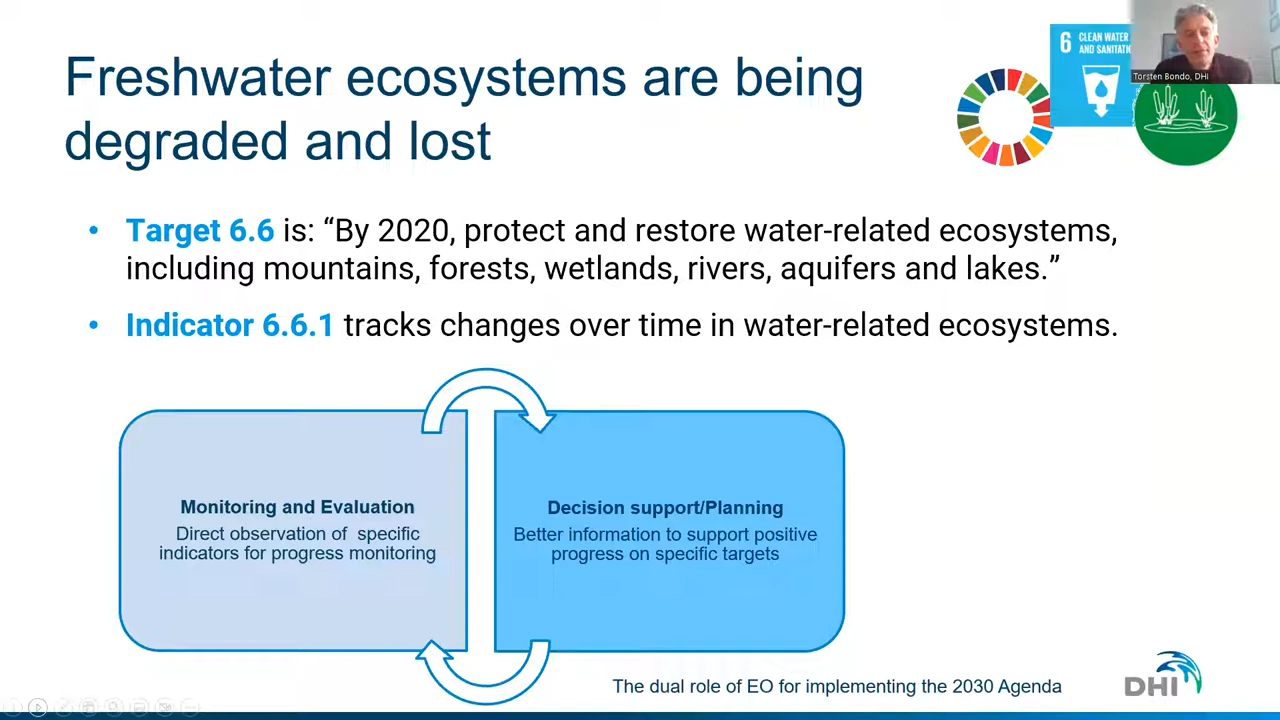 Freshwater ecosystems are being
degraded and lost
6 CLEAN WATER
AND SANITATI
Torsten Bondo, DHI
• Target 6.6 is: “By 2020, protect and restore water-related ecosystems,
including mountains, forests, wetlands, rivers, aquifers and lakes.”
• Indicator 6.6.1 tracks changes over time in water-related ecosystems.
Monitoring and Evaluation
Direct observation of specific
indicators for progress monitoring
Decision support/Planning
Better information to support positive
progress on specific targets
The dual role of EO for implementing the 2030 Agenda
DHI